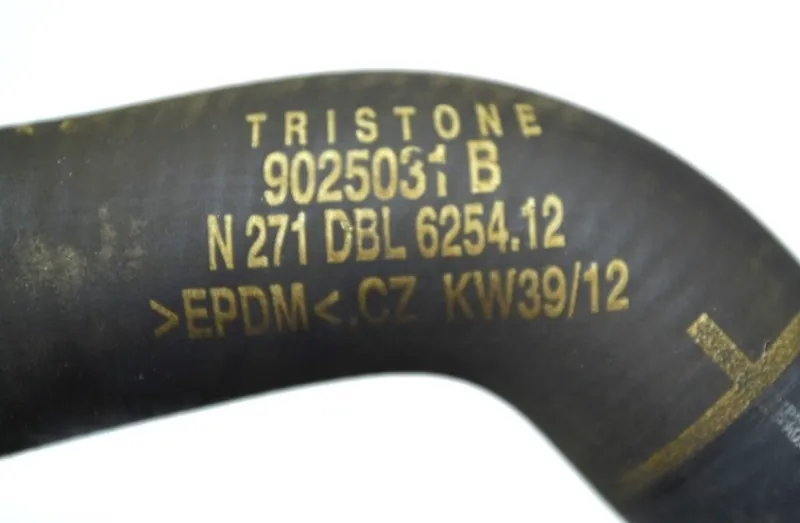 TRISTONE
9025031 B
N 271 DBL 6254.12
>EPDM<.CZ KW39/12